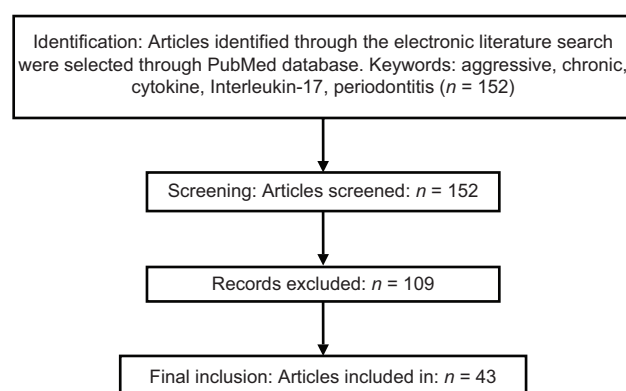 Identification: Articles identified through the electronic literature search
were selected through PubMed database. Keywords: aggressive, chronic,
cytokine, Interleukin-17, periodontitis (n = 152)
Screening: Articles screened: n = 152
Records excluded: n = 109
Final inclusion: Articles included in: n = 43